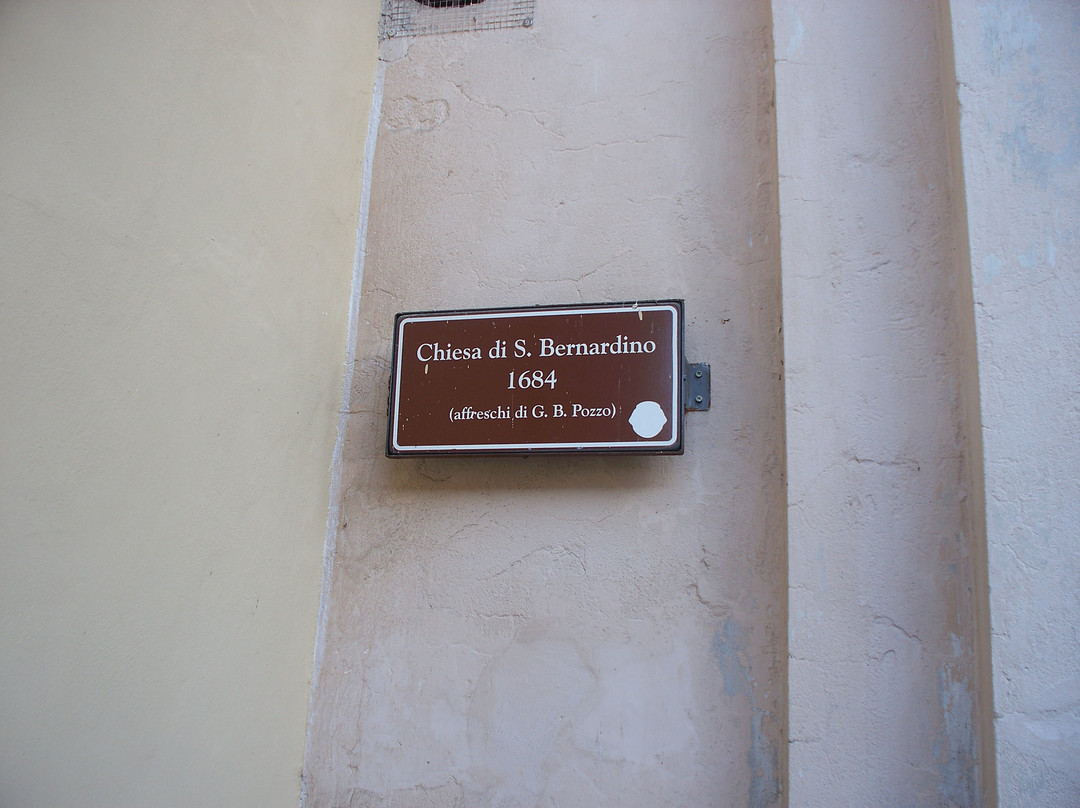 Chiesa di S. Bernardino
1684
(affreschi di G. B. Pozzo)